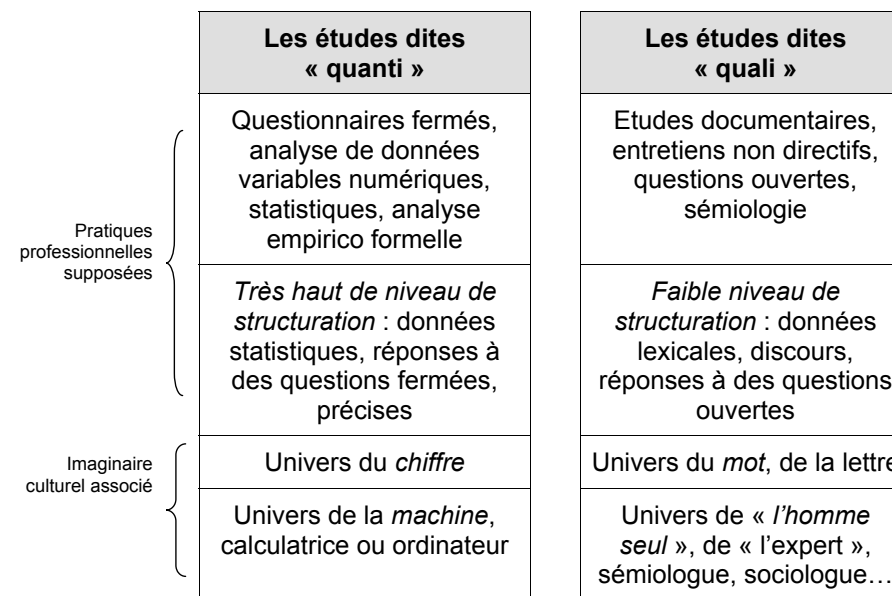 Les études dites
« quanti »
Les études dites
« quali »
Pratiques
professionnelles
supposées
Questionnaires fermés,
analyse de données
variables numériques,
statistiques, analyse
empirico formelle
Etudes documentaires,
entretiens non directifs,
questions ouvertes,
sémiologie
Très haut de niveau de
structuration : données
statistiques, réponses à
des questions fermées,
précises
Faible niveau de
structuration : données
lexicales, discours,
réponses à des questions
ouvertes
Imaginaire
culturel associé
Univers du chiffre
Univers du mot, de la lettre
Univers de la machine,
calculatrice ou ordinateur
Univers de « l’homme
seul », de « l’expert »,
sémiologue, sociologue…